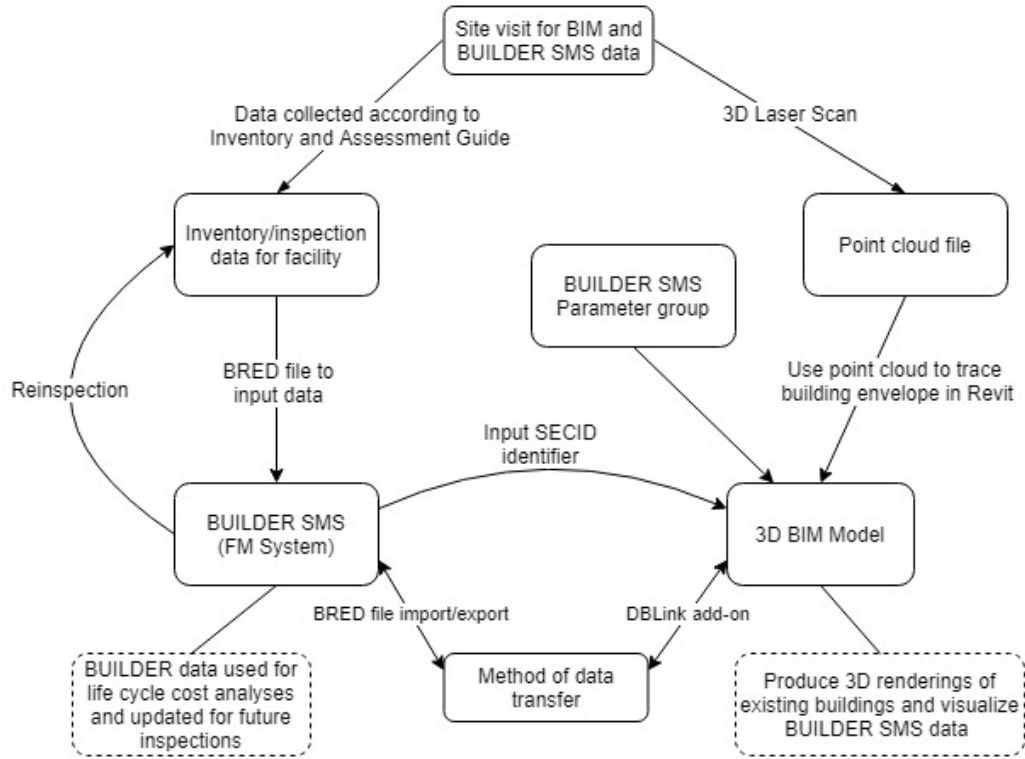 Site visit for BIM and
BUILDER SMS data
Data collected according to
Inventory and Assessment Guide
3D Laser Scan
Inventory/inspection
data for facility
Point cloud file
BUILDER SMS
Parameter group
Reinspection
BRED file to
input data
Use point cloud to trace
building envelope in Revit
Input SECID
identifier
BUILDER SMS
(FM System)
3D BIM Model
BRED file import/export
DBLink add-on
BUILDER data used for
life cycle cost analyses
and updated for future
inspections
Method of data
transfer
Produce 3D renderings of
existing buildings and visualize
BUILDER SMS data